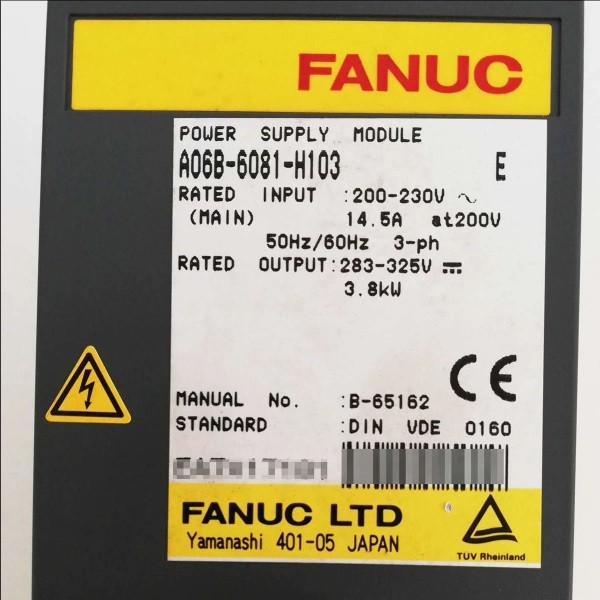 FANUC
POWER SUPPLY MODULE
A06B-6081-H103 E
RATED INPUT :200-230V ~
(MAIN) 14.5A at200V
50Hz/60Hz 3-ph
RATED OUTPUT:283-325V ⎓
3.8kW
CE
MANUAL No. :B-65162
STANDARD :DIN VDE 0160
FANUC LTD
Yamanashi 401-05 JAPAN
TÜV Rheinland